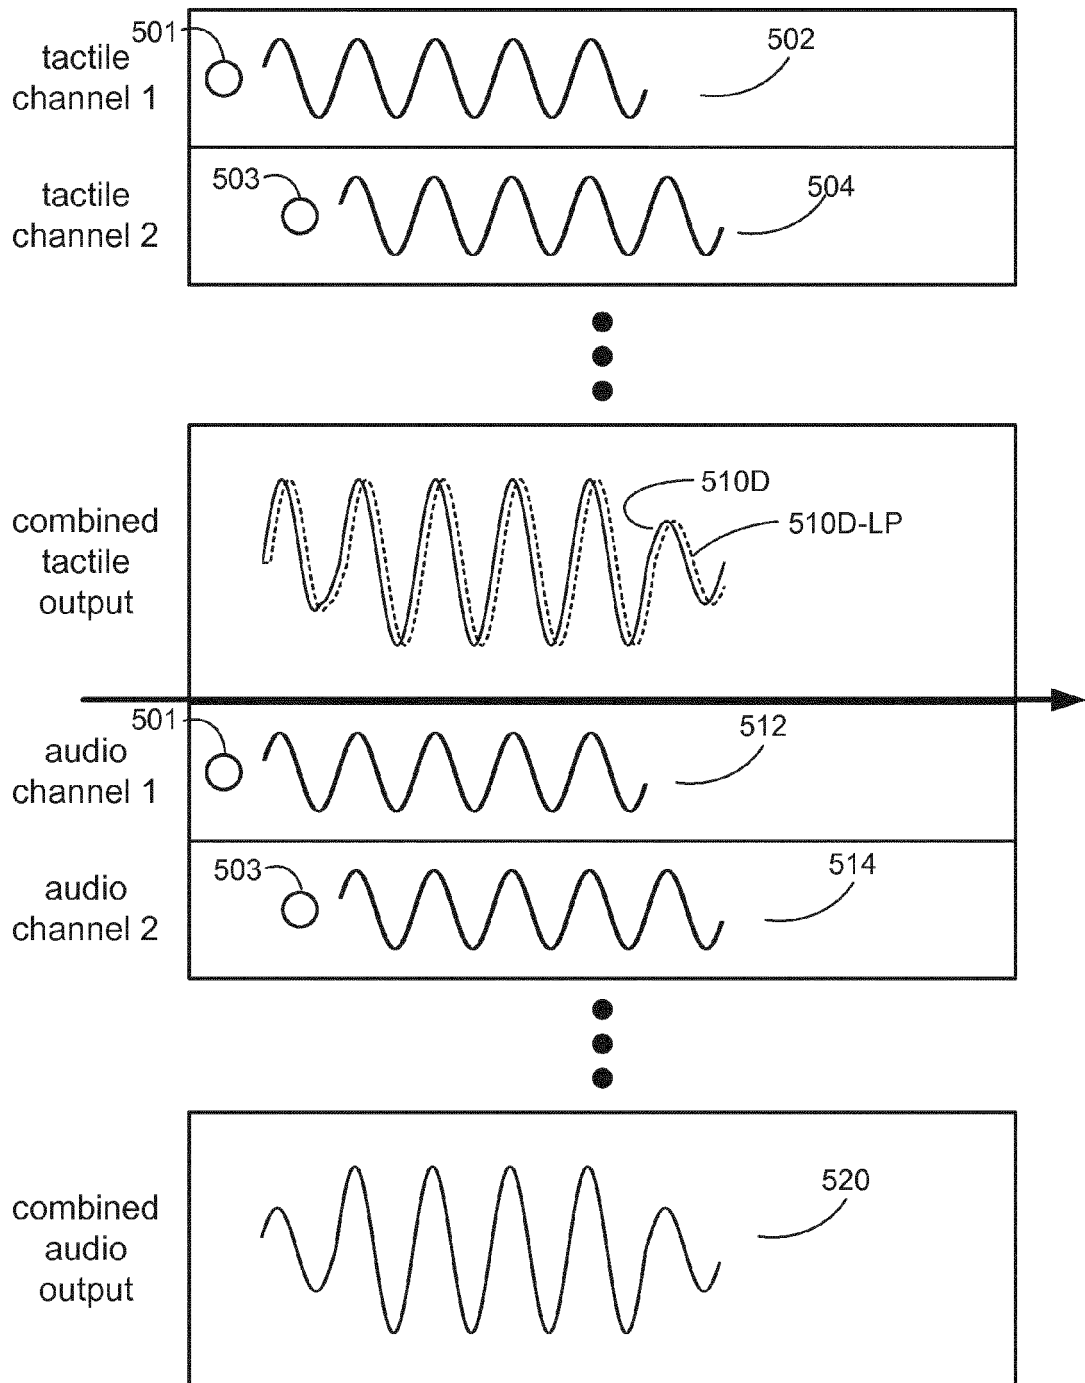 501
tactile
channel 1
502
tactile
channel 2
503
504
combined
tactile
output
510D
510D-LP
501
audio
channel 1
512
audio
channel 2
503
514
combined
audio
output
520